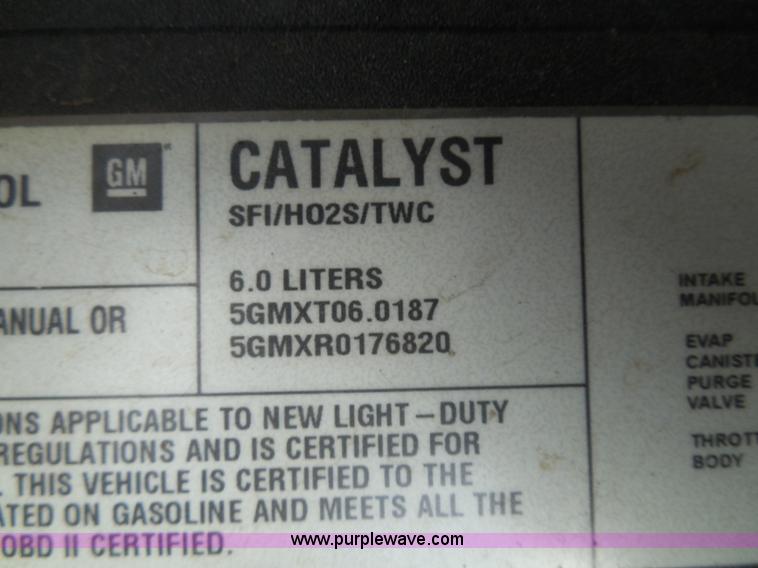 OL
GM
CATALYST
SFI/HO2S/TWC
6.0 LITERS
5GMXT06.0187
5GMXR0176820
ANUAL OR
INTAKE
MANIFOL
EVAP
CANISTE
PURGE
VALVE
THROTT
BODY
ONS APPLICABLE TO NEW LIGHT-DUTY
REGULATIONS AND IS CERTIFIED FOR
. THIS VEHICLE IS CERTIFIED TO THE
ATED ON GASOLINE AND MEETS ALL THE
OBD II CERTIFIED.
www.purplewave.com